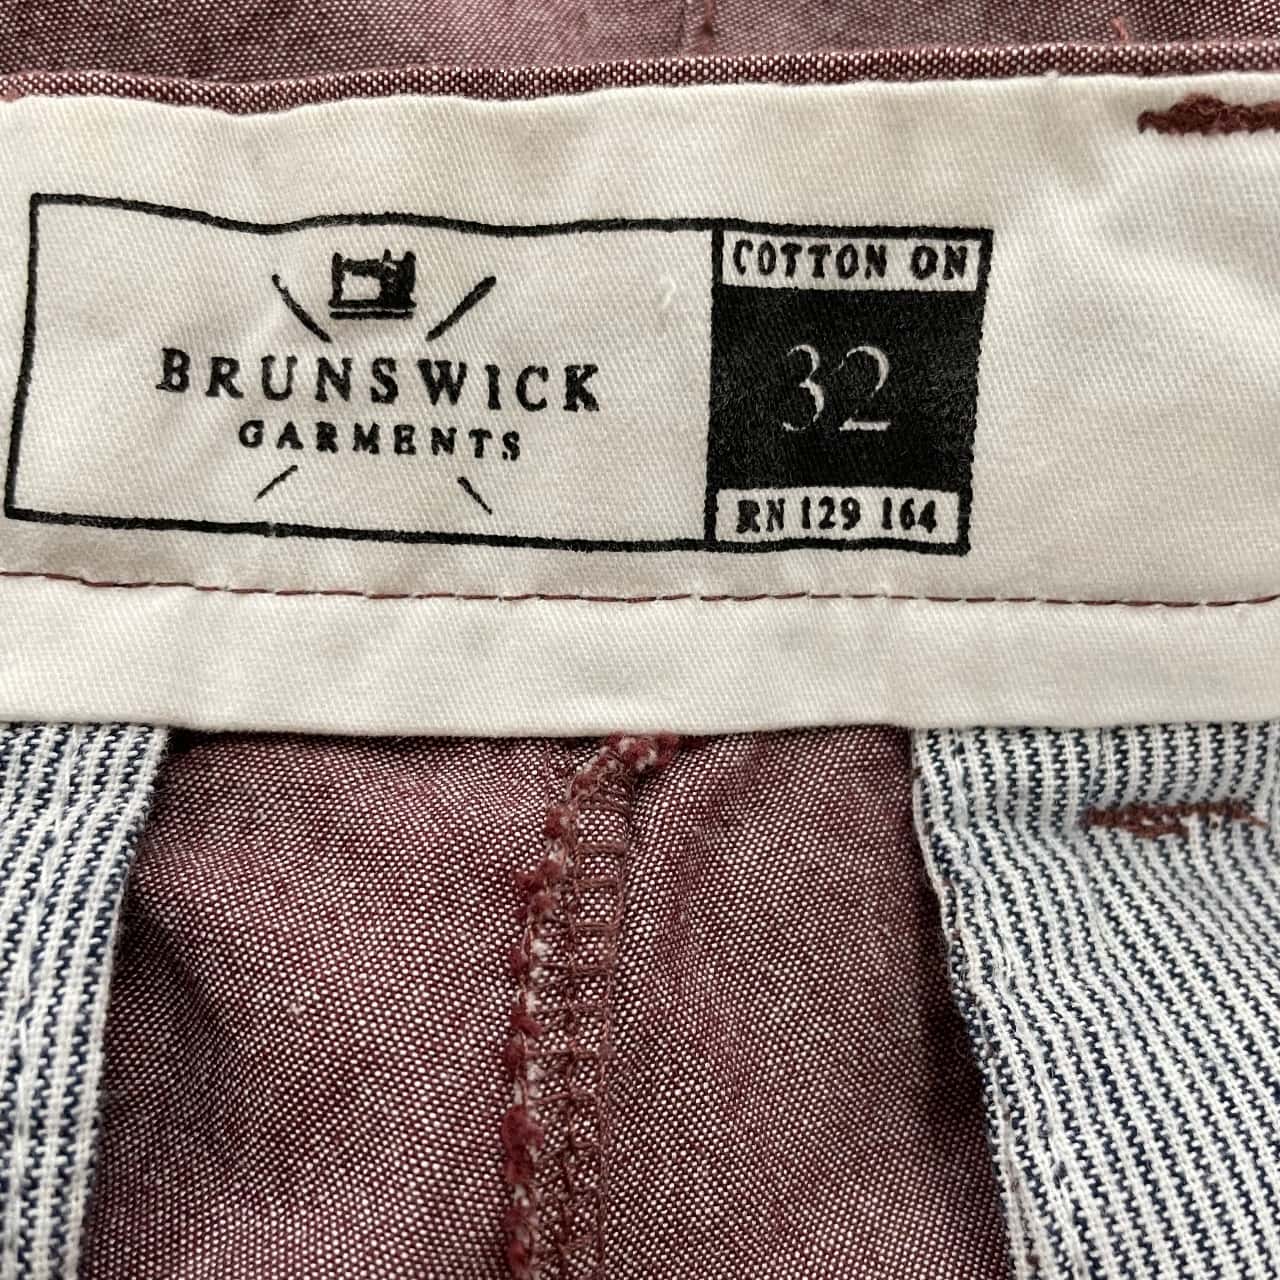 BRUNSWICK
GARMENTS
COTTON ON
32
RN 129 164